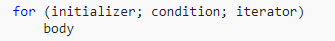 for (initializer; condition; iterator)
    body